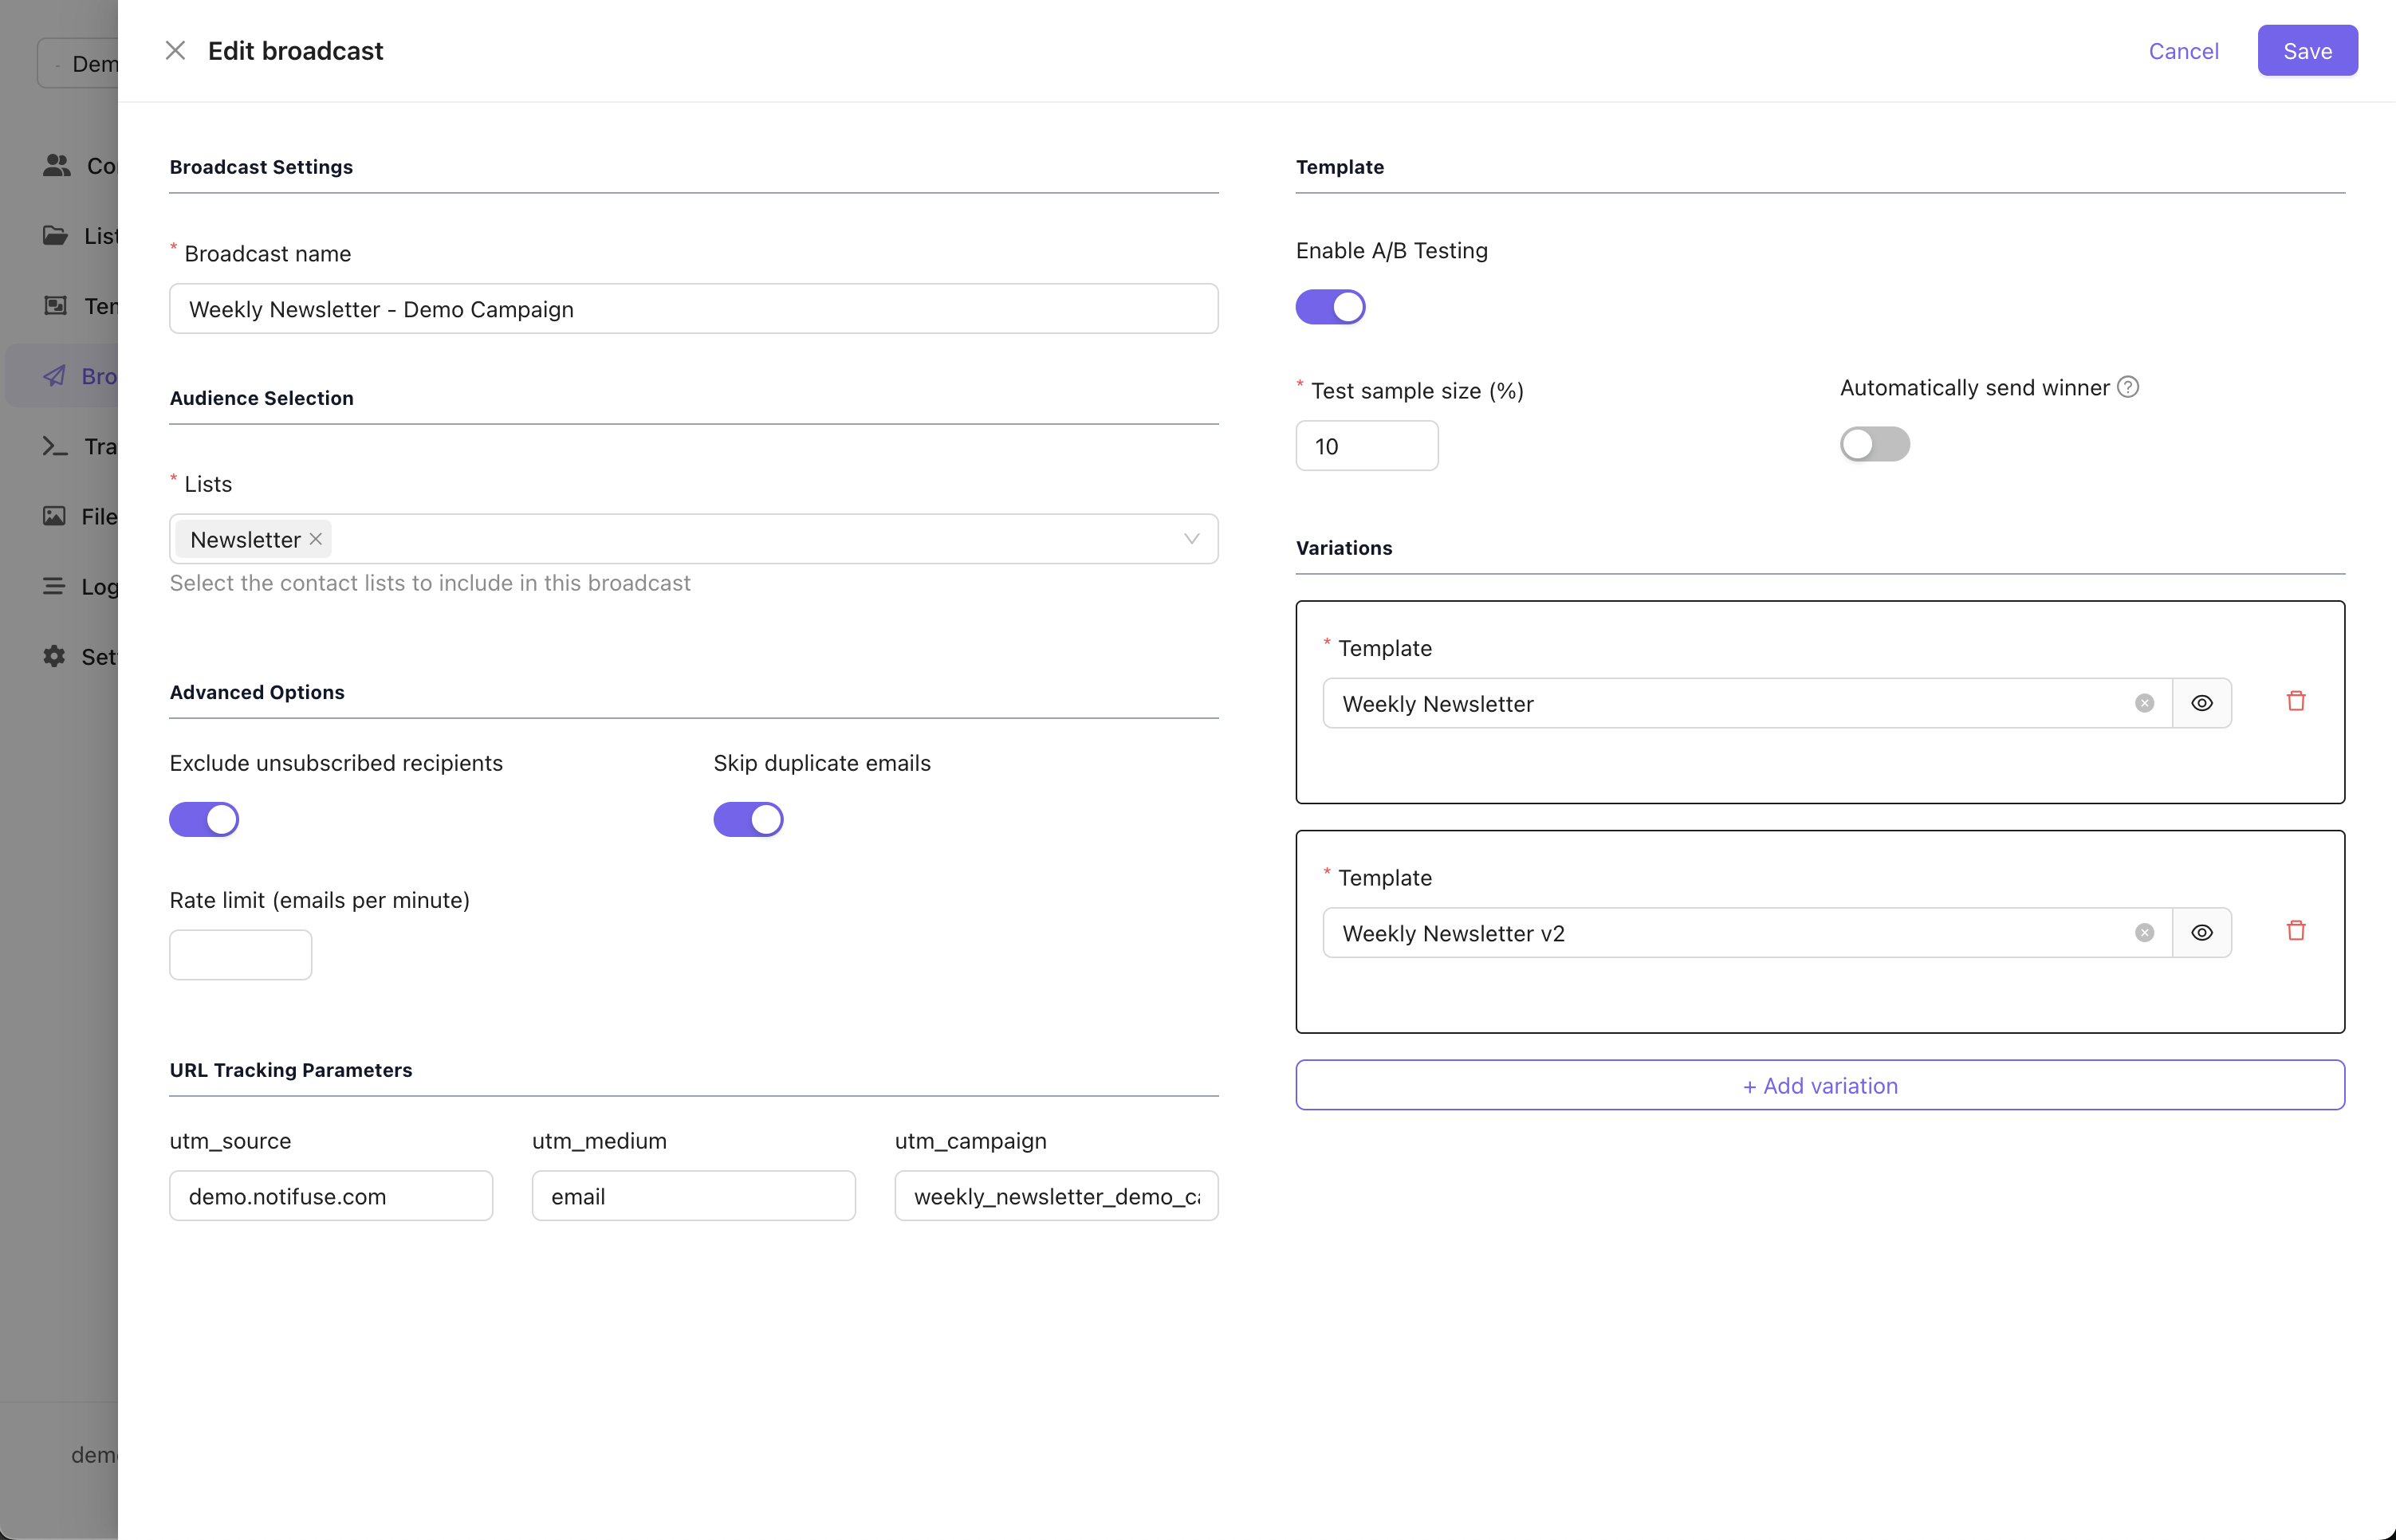 Edit broadcast
Cancel
Save
Broadcast Settings
* Broadcast name
Weekly Newsletter - Demo Campaign
Audience Selection
* Lists
Newsletter
Select the contact lists to include in this broadcast
Advanced Options
Exclude unsubscribed recipients
Skip duplicate emails
Rate limit (emails per minute)
URL Tracking Parameters
utm_source
utm_medium
utm_campaign
demo.notifuse.com
email
weekly_newsletter_demo_ca
Template
Enable A/B Testing
* Test sample size (%)
Automatically send winner
10
Variations
* Template
Weekly Newsletter
* Template
Weekly Newsletter v2
+ Add variation
Dem
Co
List
Ten
Bro
Tra
File
Log
Set
dem